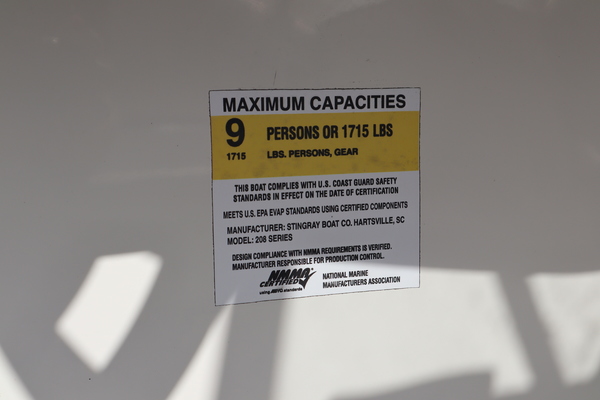 MAXIMUM CAPACITIES
9 PERSONS OR 1715 LBS
1715 LBS. PERSONS, GEAR
THIS BOAT COMPLIES WITH U.S. COAST GUARD SAFETY
STANDARDS IN EFFECT ON THE DATE OF CERTIFICATION
MEETS U.S. EPA EVAP STANDARDS USING CERTIFIED COMPONENTS
MANUFACTURER: STINGRAY BOAT CO. HARTSVILLE, SC
MODEL: 208 SERIES
DESIGN COMPLIANCE WITH NMMA REQUIREMENTS IS VERIFIED.
MANUFACTURER RESPONSIBLE FOR PRODUCTION CONTROL.
NMMA
CERTIFIED
using ABYC standards
NATIONAL MARINE
MANUFACTURERS ASSOCIATION